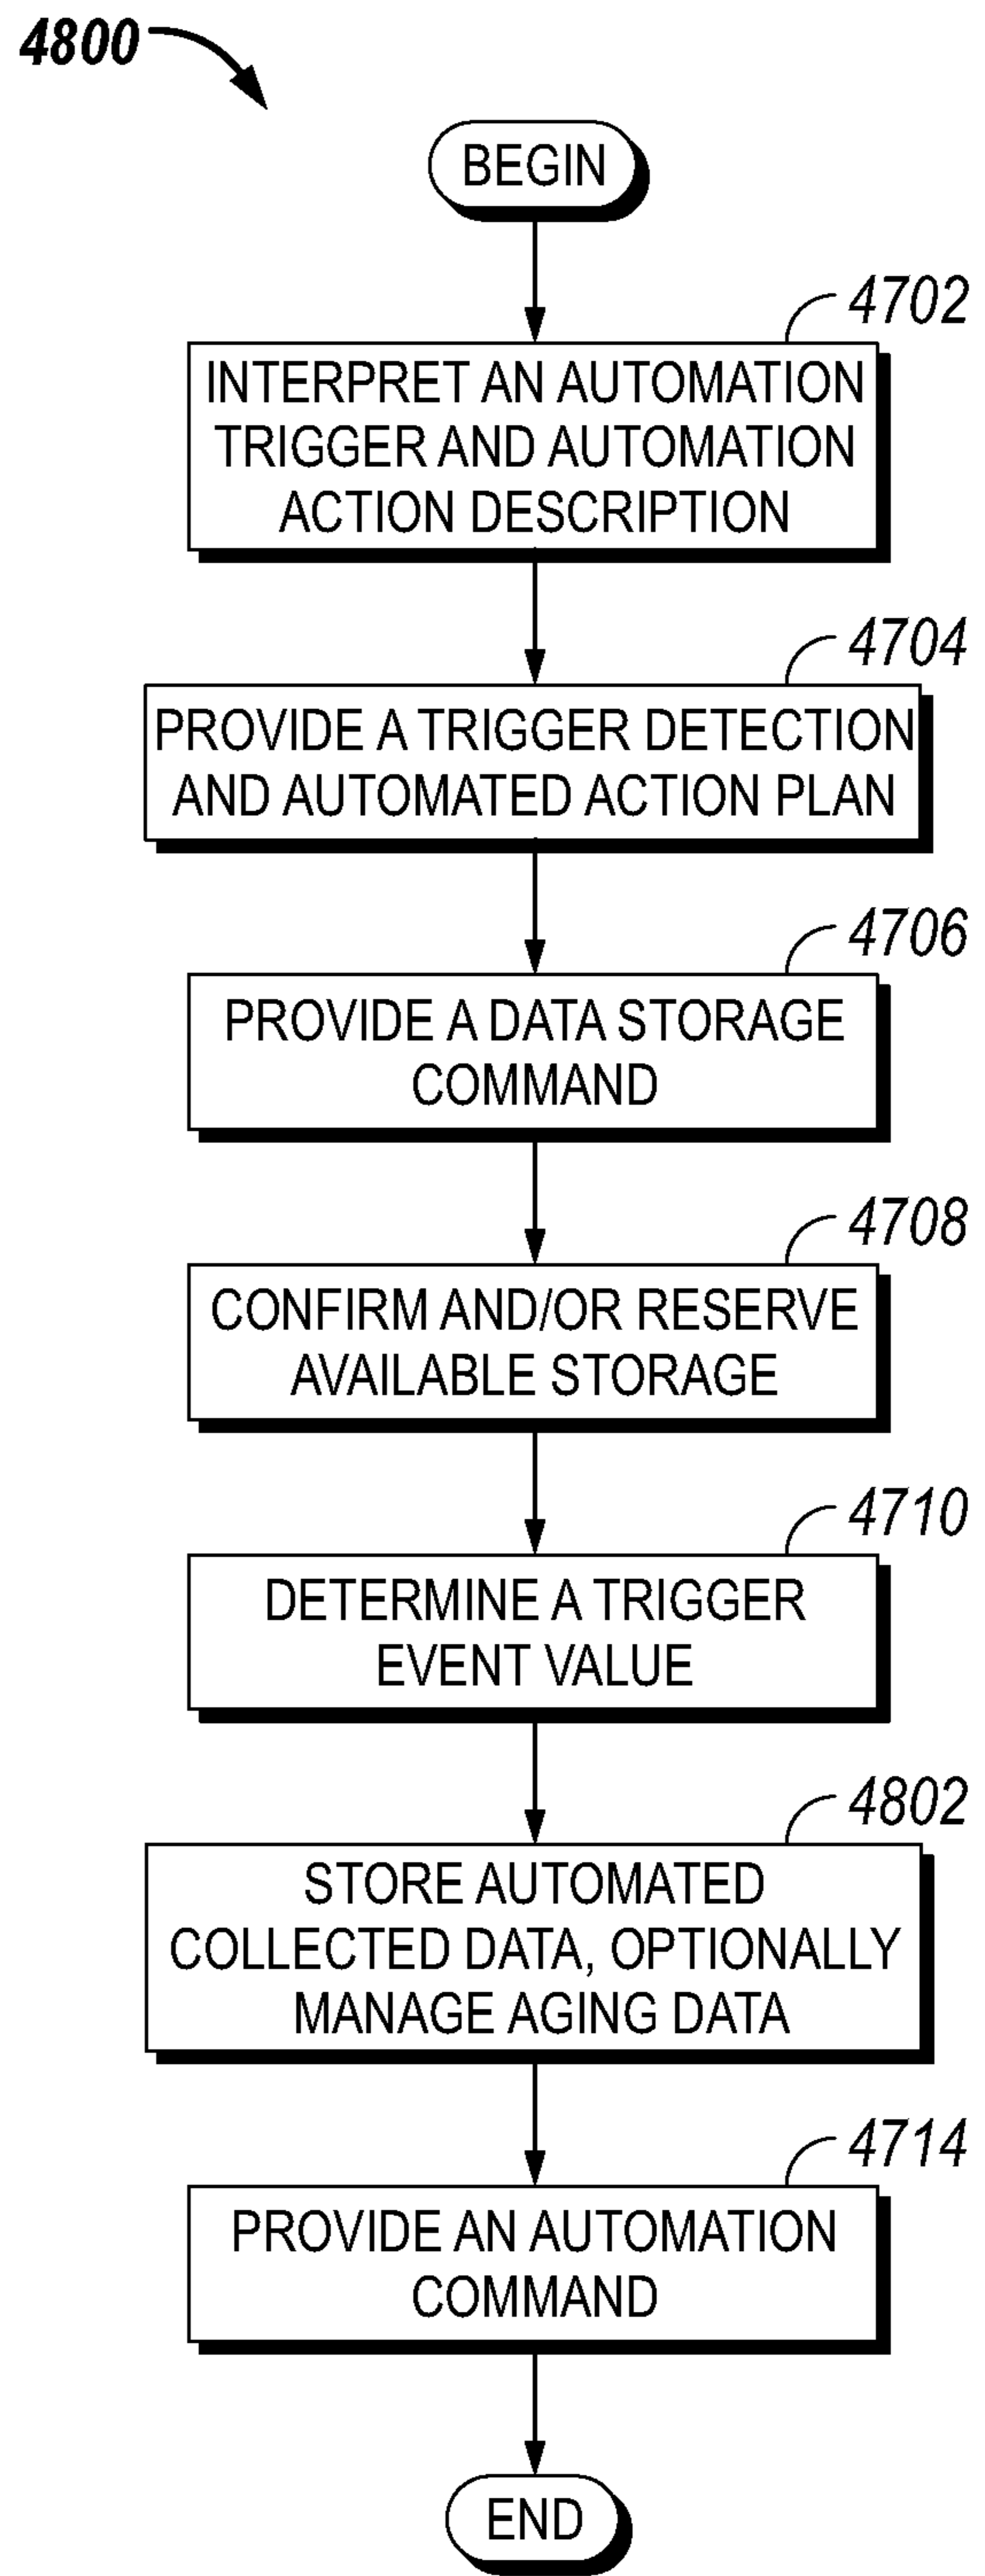 4800
BEGIN
4702
INTERPRET AN AUTOMATION
TRIGGER AND AUTOMATION
ACTION DESCRIPTION
4704
PROVIDE A TRIGGER DETECTION
AND AUTOMATED ACTION PLAN
4706
PROVIDE A DATA STORAGE
COMMAND
4708
CONFIRM AND/OR RESERVE
AVAILABLE STORAGE
4710
DETERMINE A TRIGGER
EVENT VALUE
4802
STORE AUTOMATED
COLLECTED DATA, OPTIONALLY
MANAGE AGING DATA
4714
PROVIDE AN AUTOMATION
COMMAND
END